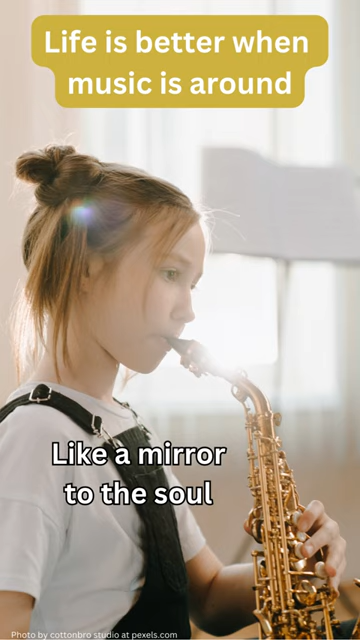 Life is better when
music is around
Like a mirror
to the soul
Photo by cottonbro studio at pexels.com